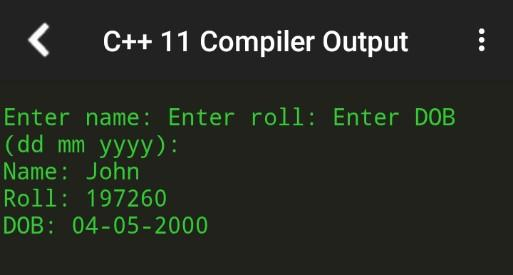 C++ 11 Compiler Output
Enter name: Enter roll: Enter DOB
(dd mm yyyy):
Name: John
Roll: 197260
DOB: 04-05-2000